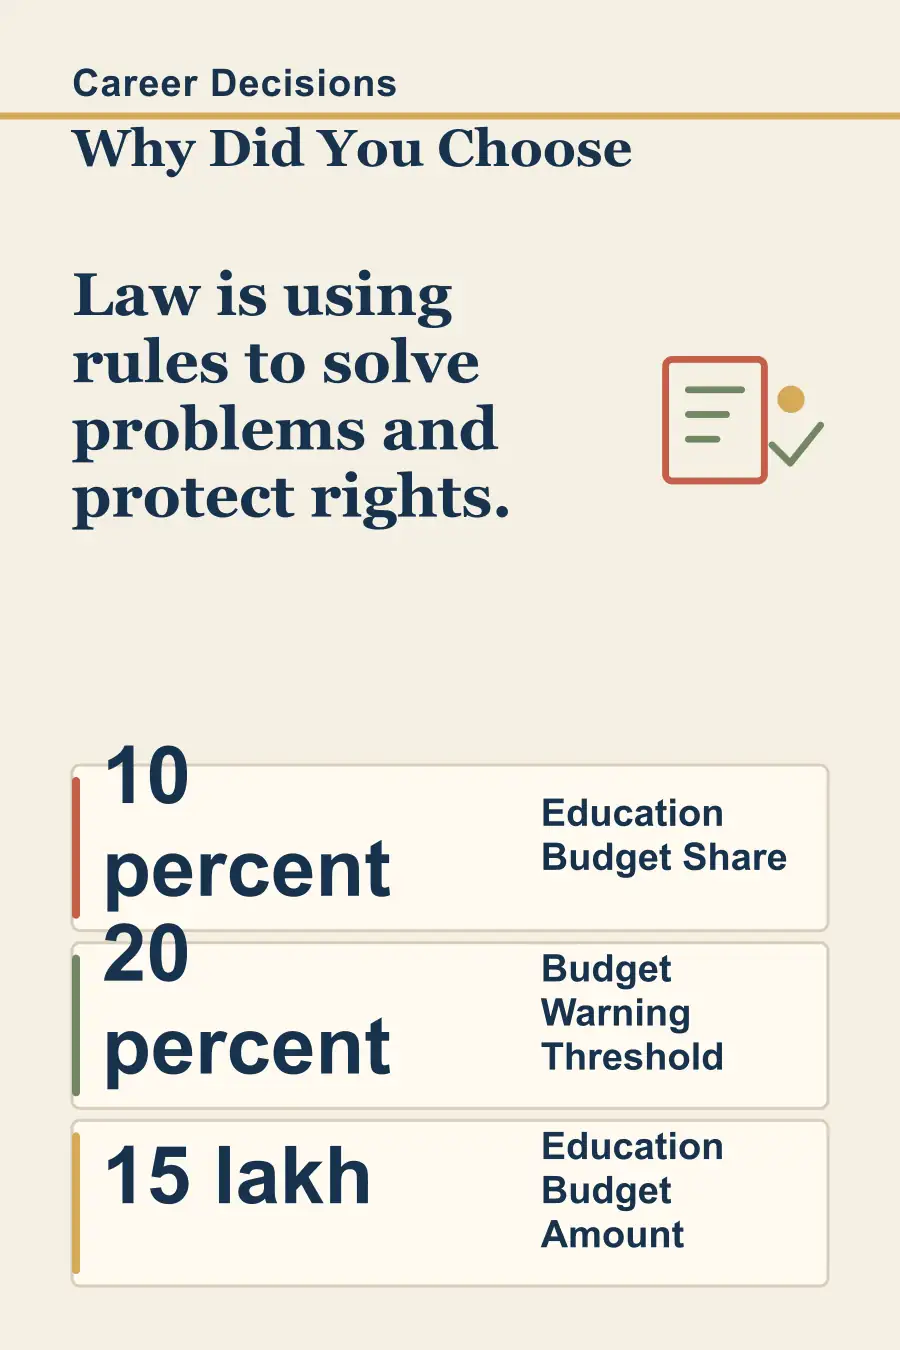 Career Decisions
Why Did You Choose
Law is using
rules to solve
problems and
protect rights.
10
percent
Education
Budget Share
20
percent
Budget
Warning
Threshold
15 lakh
Education
Budget
Amount